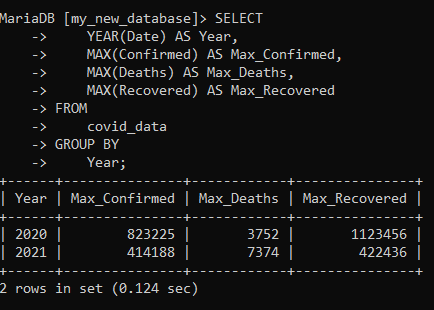 MariaDB [my_new_database]> SELECT
    ->     YEAR(Date) AS Year,
    ->     MAX(Confirmed) AS Max_Confirmed,
    ->     MAX(Deaths) AS Max_Deaths,
    ->     MAX(Recovered) AS Max_Recovered
    -> FROM
    ->     covid_data
    -> GROUP BY
    ->     Year;
+------+---------------+------------+---------------+
| Year | Max_Confirmed | Max_Deaths | Max_Recovered |
+------+---------------+------------+---------------+
| 2020 |        823225 |       3752 |       1123456 |
| 2021 |        414188 |       7374 |        422436 |
+------+---------------+------------+---------------+
2 rows in set (0.124 sec)